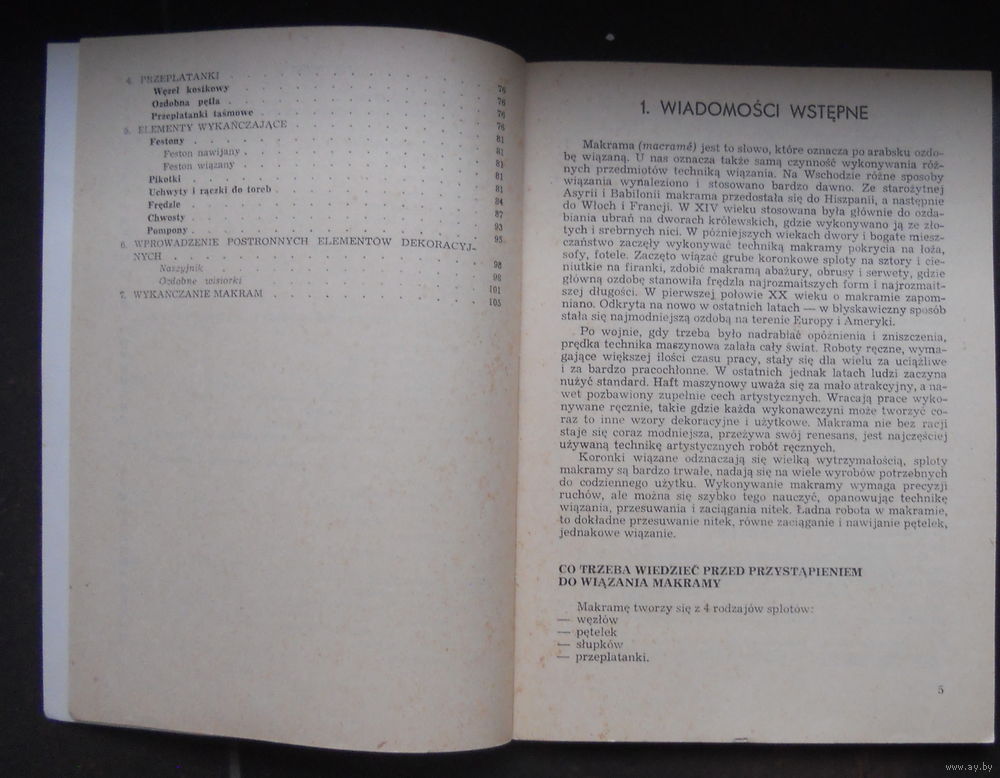 4. PRZEPLATANKI . . . . . . . . . . . . . . 76
Węzeł kostkowy . . . . . . . . . . . . . . 76
Ozdobna pętla . . . . . . . . . . . . . . 76
Przeplatanki taśmowe . . . . . . . . . . . . 76
5. ELEMENTY WYKAŃCZAJĄCE . . . . . . . . . . 81
Festony . . . . . . . . . . . . . . . . 81
Feston nawijany . . . . . . . . . . . . . . 81
Feston wiązany . . . . . . . . . . . . . . 81
Pikotki . . . . . . . . . . . . . . . . 81
Uchwyty i rączki do toreb . . . . . . . . . . 84
Frędzle . . . . . . . . . . . . . . . . 87
Chwosty . . . . . . . . . . . . . . . . 93
Pompony . . . . . . . . . . . . . . . . 95
6. WPROWADZENIE POSTRONNYCH ELEMENTÓW DEKORACYJ-
NYCH . . . . . . . . . . . . . . . . 98
Naszyjnik . . . . . . . . . . . . . . . . 98
Ozdobne wisiorki . . . . . . . . . . . . . . 101
7. WYKAŃCZANIE MAKRAM . . . . . . . . . . . 105
1. WIADOMOŚCI WSTĘPNE
Makrama (macramé) jest to słowo, które oznacza po arabsku ozdo-
bę wiązaną. U nas oznacza także samą czynność wykonywania róż-
nych przedmiotów techniką wiązania. Na Wschodzie różne sposoby
wiązania wynaleziono i stosowano bardzo dawno. Ze starożytnej
Asyrii i Babilonii makrama przedostała się do Hiszpanii, a następnie
do Włoch i Francji. W XIV wieku stosowana była głównie do ozda-
biania ubrań na dworach królewskich, gdzie wykonywano ją ze zło-
tych i srebrnych nici. W późniejszych wiekach dwory i bogate miesz-
czaństwo zaczęły wykonywać techniką makramy pokrycia na łoża,
sofy, fotele. Zaczęto wiązać grube koronkowe sploty na sztory i cie-
niutkie na firanki, zdobić makramą abażury, obrusy i serwety, gdzie
główną ozdobę stanowiła frędzla najrozmaitszych form i najrozmait-
szej długości. W pierwszej połowie XX wieku o makramie zapom-
niano. Odkryta na nowo w ostatnich latach — w błyskawiczny sposób
stała się najmodniejszą ozdobą na terenie Europy i Ameryki.
Po wojnie, gdy trzeba było nadrabiać opóźnienia i zniszczenia,
prędka technika maszynowa zalała cały świat. Roboty ręczne, wyma-
gające większej ilości czasu pracy, stały się dla wielu za uciążliwe
i za bardzo pracochłonne. W ostatnich jednak latach ludzi zaczyna
nużyć standard. Haft maszynowy uważa się za mało atrakcyjny, a na-
wet pozbawiony zupełnie cech artystycznych. Wracają prace wyko-
nywane ręcznie, takie gdzie każda wykonawczyni może tworzyć co-
raz to inne wzory dekoracyjne i użytkowe. Makrama nie bez racji
staje się coraz modniejsza, przeżywa swój renesans, jest najczęściej
używaną technikę artystycznych robót ręcznych.
Koronki wiązane odznaczają się wielką wytrzymałością, sploty
makramy są bardzo trwałe, nadają się na wiele wyrobów potrzebnych
do codziennego użytku. Wykonywanie makramy wymaga precyzji
ruchów, ale można się szybko tego nauczyć, opanowując technikę
wiązania, przesuwania i zaciągania nitek. Ładna robota w makramie,
to dokładne przesuwanie nitek, równe zaciąganie i nawijanie pętelek,
jednakowe wiązanie.
CO TRZEBA WIEDZIEĆ PRZED PRZYSTĄPIENIEM
DO WIĄZANIA MAKRAMY
Makramę tworzy się z 4 rodzajów splotów:
— węzłów
— pętelek
— słupków
— przeplatanki.
5
www.ay.by